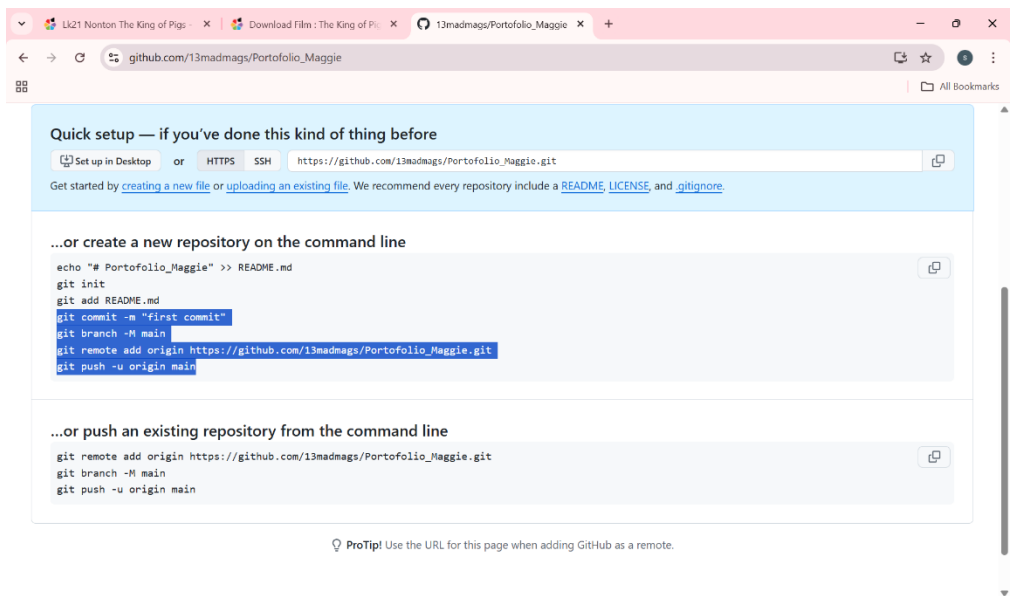 Lk21 Nonton The King of Pigs -
Download Film : The King of Pi
13madmags/Portofolio_Maggie
github.com/13madmags/Portofolio_Maggie
s
All Bookmarks
Quick setup — if you've done this kind of thing before
Set up in Desktop or HTTPS SSH https://github.com/13madmags/Portofolio_Maggie.git
Get started by creating a new file or uploading an existing file. We recommend every repository include a README, LICENSE, and .gitignore.
...or create a new repository on the command line
echo "# Portofolio_Maggie" >> README.md
git init
git add README.md
git commit -m "first commit"
git branch -M main
git remote add origin https://github.com/13madmags/Portofolio_Maggie.git
git push -u origin main
...or push an existing repository from the command line
git remote add origin https://github.com/13madmags/Portofolio_Maggie.git
git branch -M main
git push -u origin main
ProTip! Use the URL for this page when adding GitHub as a remote.